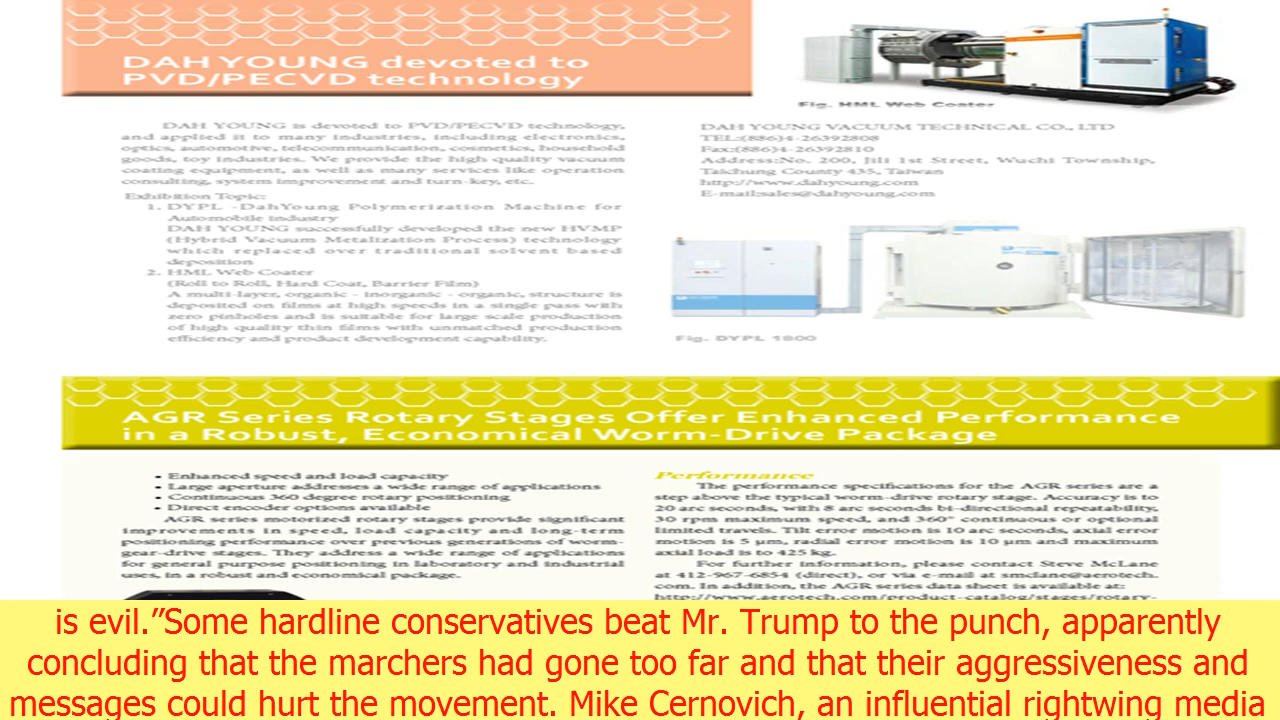 DAH YOUNG devoted to
PVD/PECVD technology
Fig. HML Web Coater
DAH YOUNG is devoted to PVD/PECVD technology,
and applied it to many industries, including electronics,
optics, automotive, telecommunication, cosmetics, household
goods, toy industries. We provide the high quality vacuum
coating equipment, as well as many services like operation
consulting, system improvement and turn-key, etc.
Exhibition Topic:
1. DYPL -DahYoung Polymerization Machine for
Automobile industry
DAH YOUNG successfully developed the new HVMP
(Hybrid Vacuum Metalization Process) technology
which replaced over traditional solvent based
deposition
2. HML Web Coater
(Roll to Roll, Hard Coat, Barrier Film)
A multi-layer, organic - inorganic - organic, structure is
deposited on films at high speeds in a single pass with
zero pinholes and is suitable for large scale production
of high quality thin films with unmatched production
efficiency and product development capability.
DAH YOUNG VACUUM TECHNICAL CO., LTD
TEL:(886)4-26392808
Fax:(886)4-26392810
Address:No. 200, Jili 1st Street, Wuchi Township,
Taichung County 435, Taiwan
http://www.dahyoung.com
E-mail:sales@dahyoung.com
Fig. DYPL 1800
AGR Series Rotary Stages Offer Enhanced Performance
in a Robust, Economical Worm-Drive Package
• Enhanced speed and load capacity
• Large aperture addresses a wide range of applications
• Continuous 360 degree rotary positioning
• Direct encoder options available
AGR series motorized rotary stages provide significant
improvements in speed, load capacity and long-term
positioning performance over previous generations of worm-
gear-drive stages. They address a wide range of applications
for general purpose positioning in laboratory and industrial
uses, in a robust and economical package.
Performance
The performance specifications for the AGR series are a
step above the typical worm-drive rotary stage. Accuracy is to
20 arc seconds, with 8 arc seconds bi-directional repeatability,
30 rpm maximum speed, and 360° continuous or optional
limited travels. Tilt error motion is 10 arc seconds, axial error
motion is 5 µm, radial error motion is 10 µm and maximum
axial load is to 425 kg.
For further information, please contact Steve McLane
at 412-967-6854 (direct), or via e-mail at smclane@aerotech.
com. In addition, the AGR series data sheet is available at:
http://www.aerotech.com/product-catalog/stages/rotary-
is evil.”Some hardline conservatives beat Mr. Trump to the punch, apparently
concluding that the marchers had gone too far and that their aggressiveness and
messages could hurt the movement. Mike Cernovich, an influential rightwing media